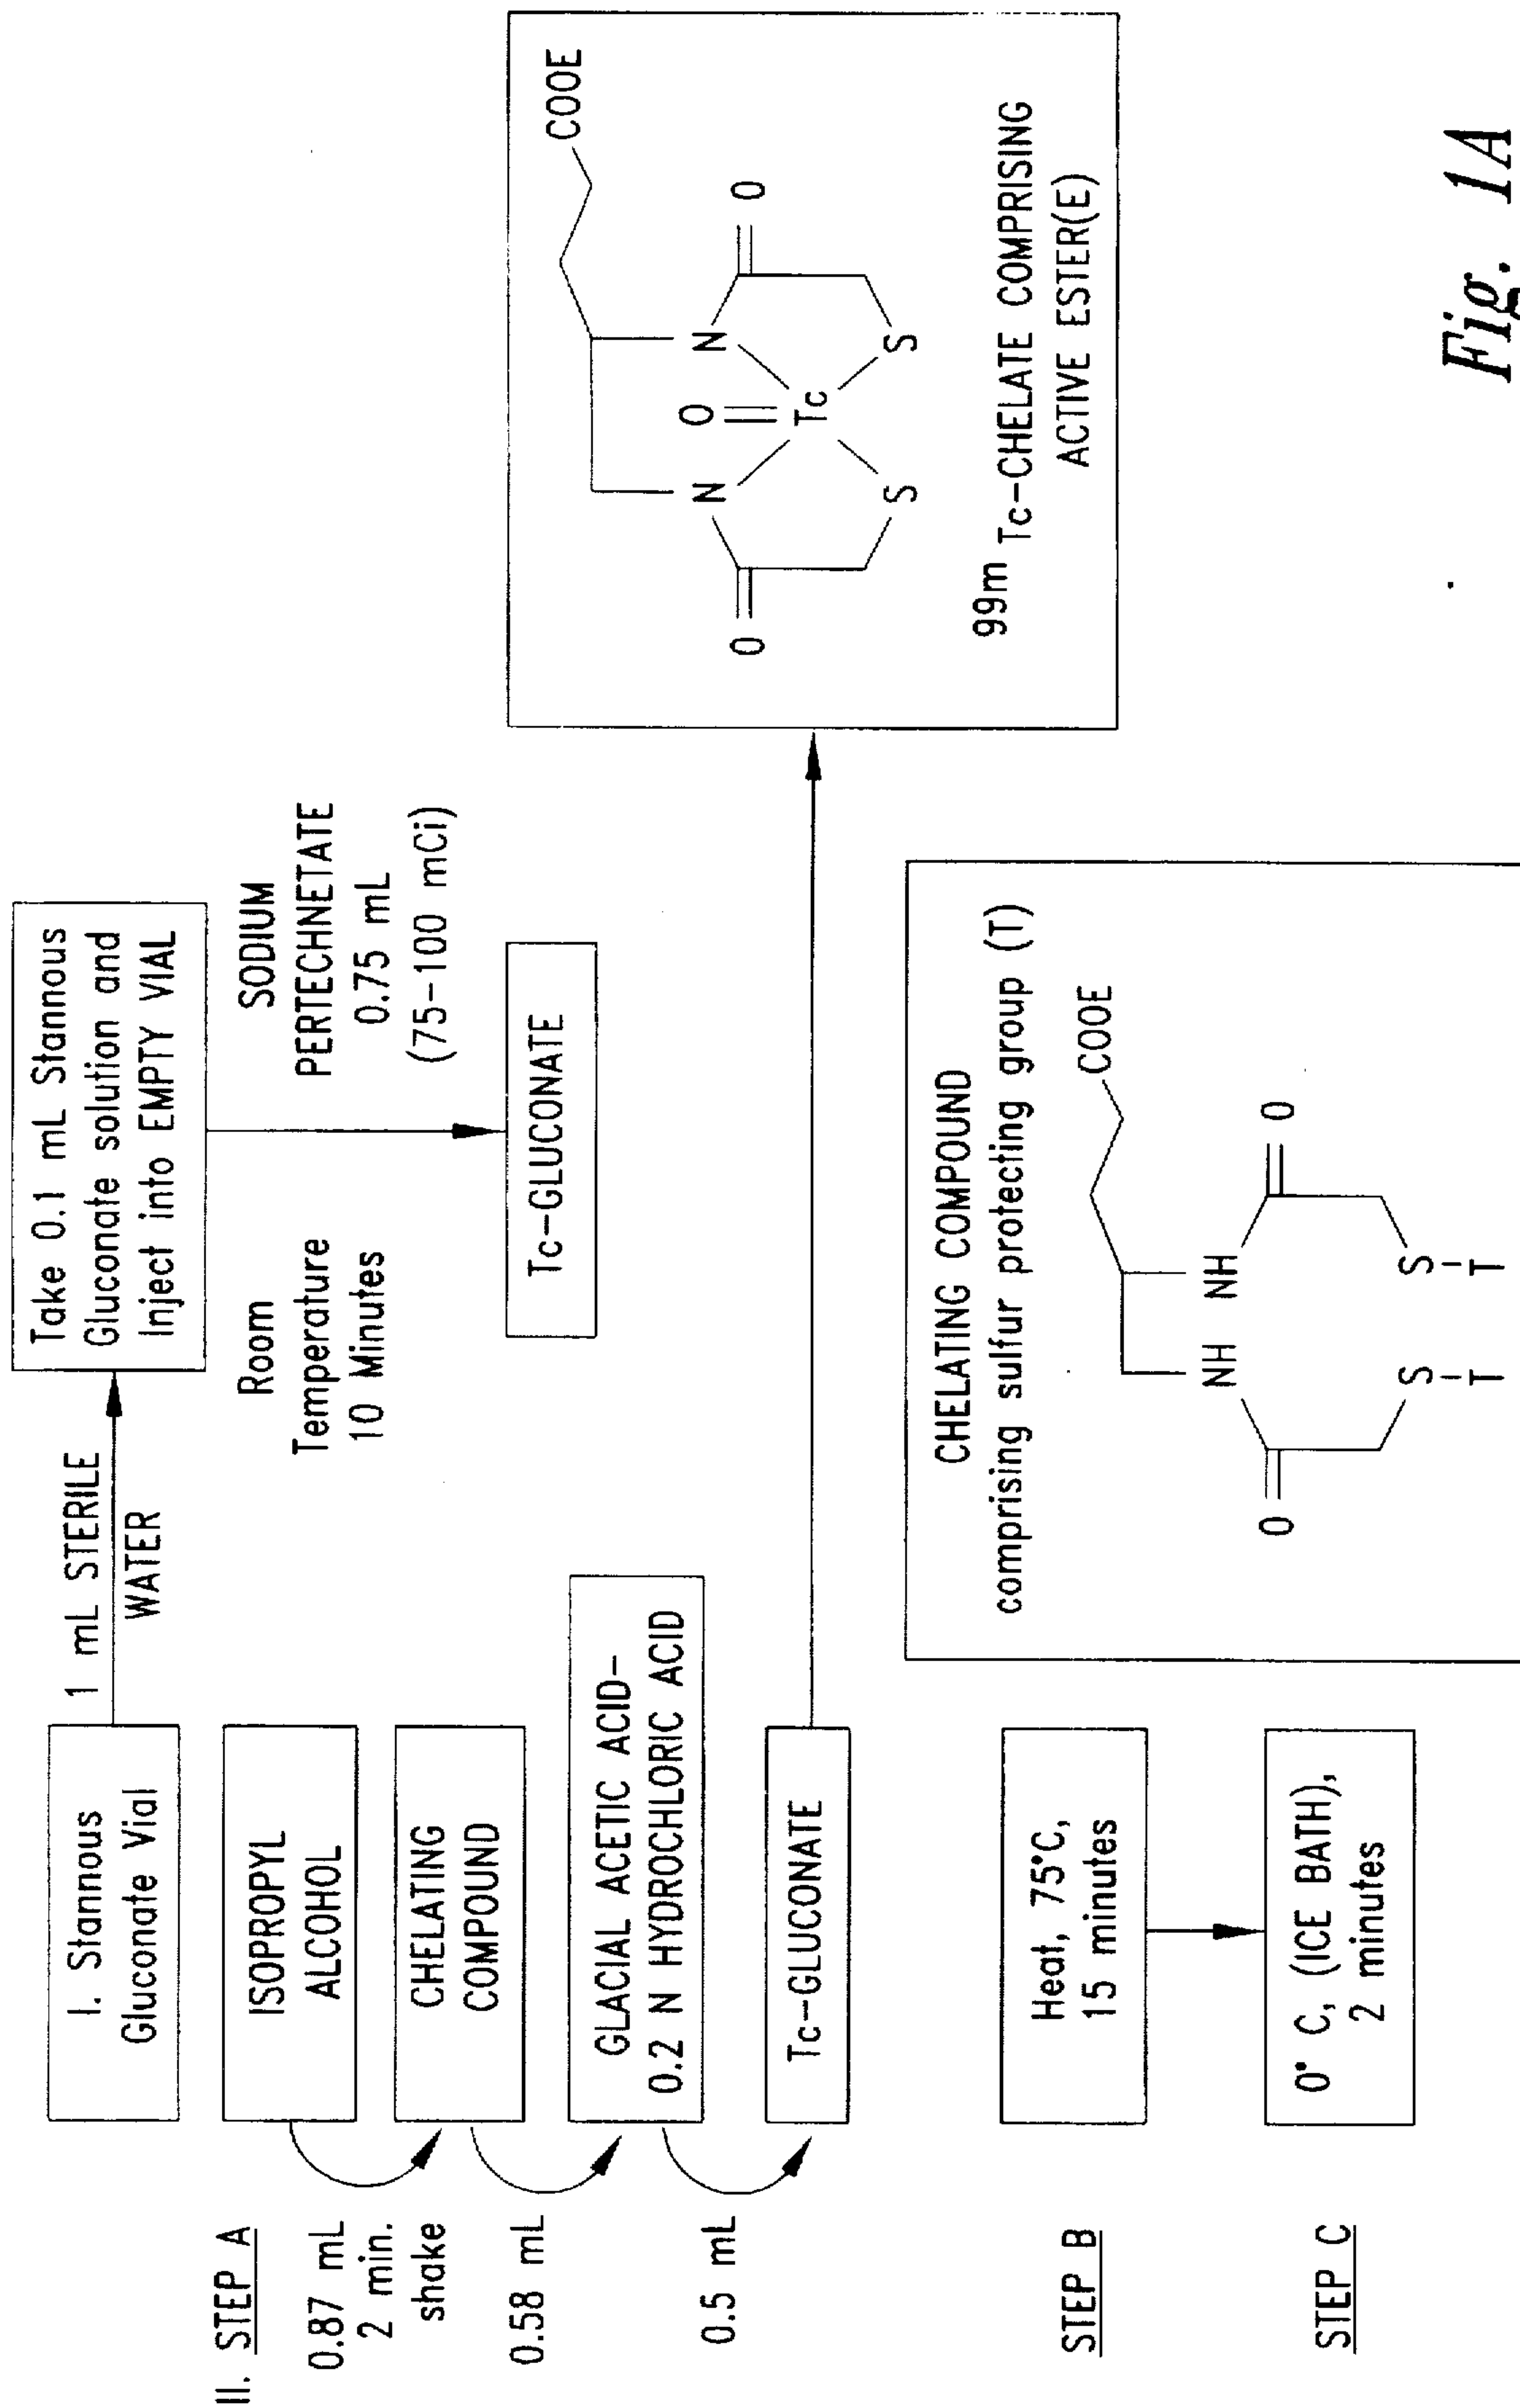 I. Stannous
Gluconate Vial
1 mL STERILE
WATER
Take 0.1 mL Stannous
Gluconate solution and
Inject into EMPTY VIAL
Room
Temperature
10 Minutes
SODIUM
PERTECHNETATE
0.75 mL
(75-100 mCi)
Tc-GLUCONATE
II. STEP A
0.87 mL
2 min.
shake
ISOPROPYL
ALCOHOL
CHELATING
COMPOUND
0.58 mL
GLACIAL ACETIC ACID-
0.2 N HYDROCHLORIC ACID
0.5 mL
Tc-GLUCONATE
COOE
O
O
O
N
N
Tc
S
S
99m Tc-CHELATE COMPRISING
ACTIVE ESTER(E)
STEP B
Heat, 75°C,
15 minutes
STEP C
0° C, (ICE BATH),
2 minutes
CHELATING COMPOUND
comprising sulfur protecting group (T)
COOE
NH
NH
O
O
S
S
T
T
Fig. 1A